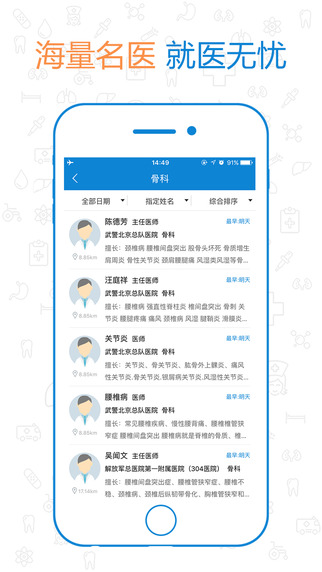 海量名医 就医无忧
14:49
91%
骨科
全部日期
指定姓名
综合排序
陈德芳 主任医师
最早:明天
武警北京总队医院 骨科
擅长：颈椎病 腰椎间盘突出 股骨头坏死 骨质增生
肩周炎 骨性关节炎 颈肩腰腿痛 风湿类风湿等骨...
8.85km
汪庭祥 主任医师
最早:明天
武警北京总队医院 骨科
擅长：颈椎病 强直性脊柱炎 椎间盘突出 骨刺 关
节炎 腰腿疼痛 痛风 颈椎病 风湿 腱鞘炎 滑膜炎...
8.85km
关节炎 医师
最早:明天
武警北京总队医院 骨科
擅长：关节炎、骨关节炎，肱骨外上髁炎、痛风
性关节炎.骨关节炎.银屑病关节炎,风湿性关节炎...
8.85km
腰椎病 医师
最早:明天
武警北京总队医院 骨科
擅长：常见腰椎疾病，慢性腰背痛、腰椎椎管狭
窄症 腰椎间盘突出 腰椎病就是脊椎的骨质、椎...
8.85km
吴闻文 主任医师
最早:明天
解放军总医院第一附属医院（304医院） 骨科
擅长：腰椎间盘突出症、腰椎管狭窄症、腰椎不
稳、颈椎病、颈椎后纵韧带骨化、胸椎管狭窄和...
17.14km